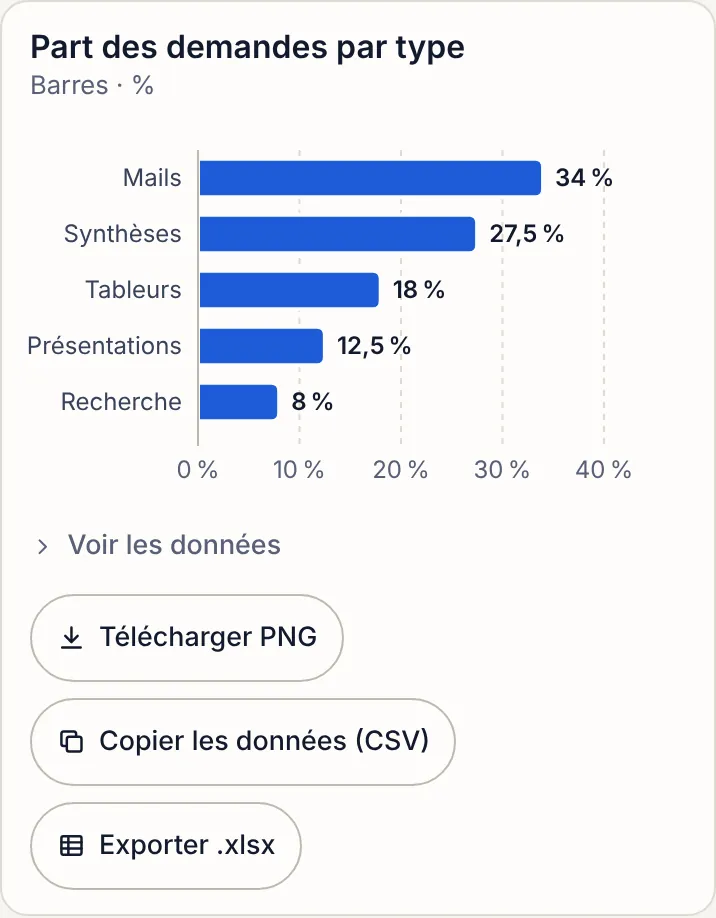 Part des demandes par type
Barres · %
Mails 34 %
Synthèses 27,5 %
Tableurs 18 %
Présentations 12,5 %
Recherche 8 %
0 % 10 % 20 % 30 % 40 %
Voir les données
Télécharger PNG
Copier les données (CSV)
Exporter .xlsx